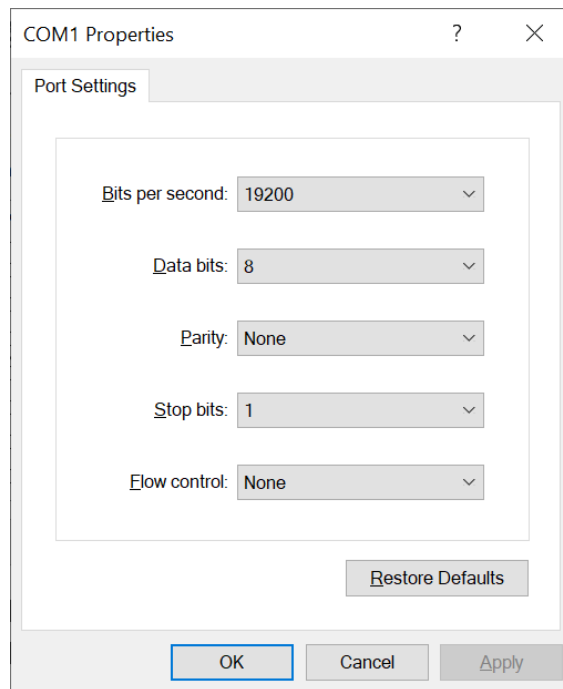 COM1 Properties ?
Port Settings
Bits per second: 19200
Data bits: 8
Parity: None
Stop bits: 1
Flow control: None
Restore Defaults
OK Cancel Apply